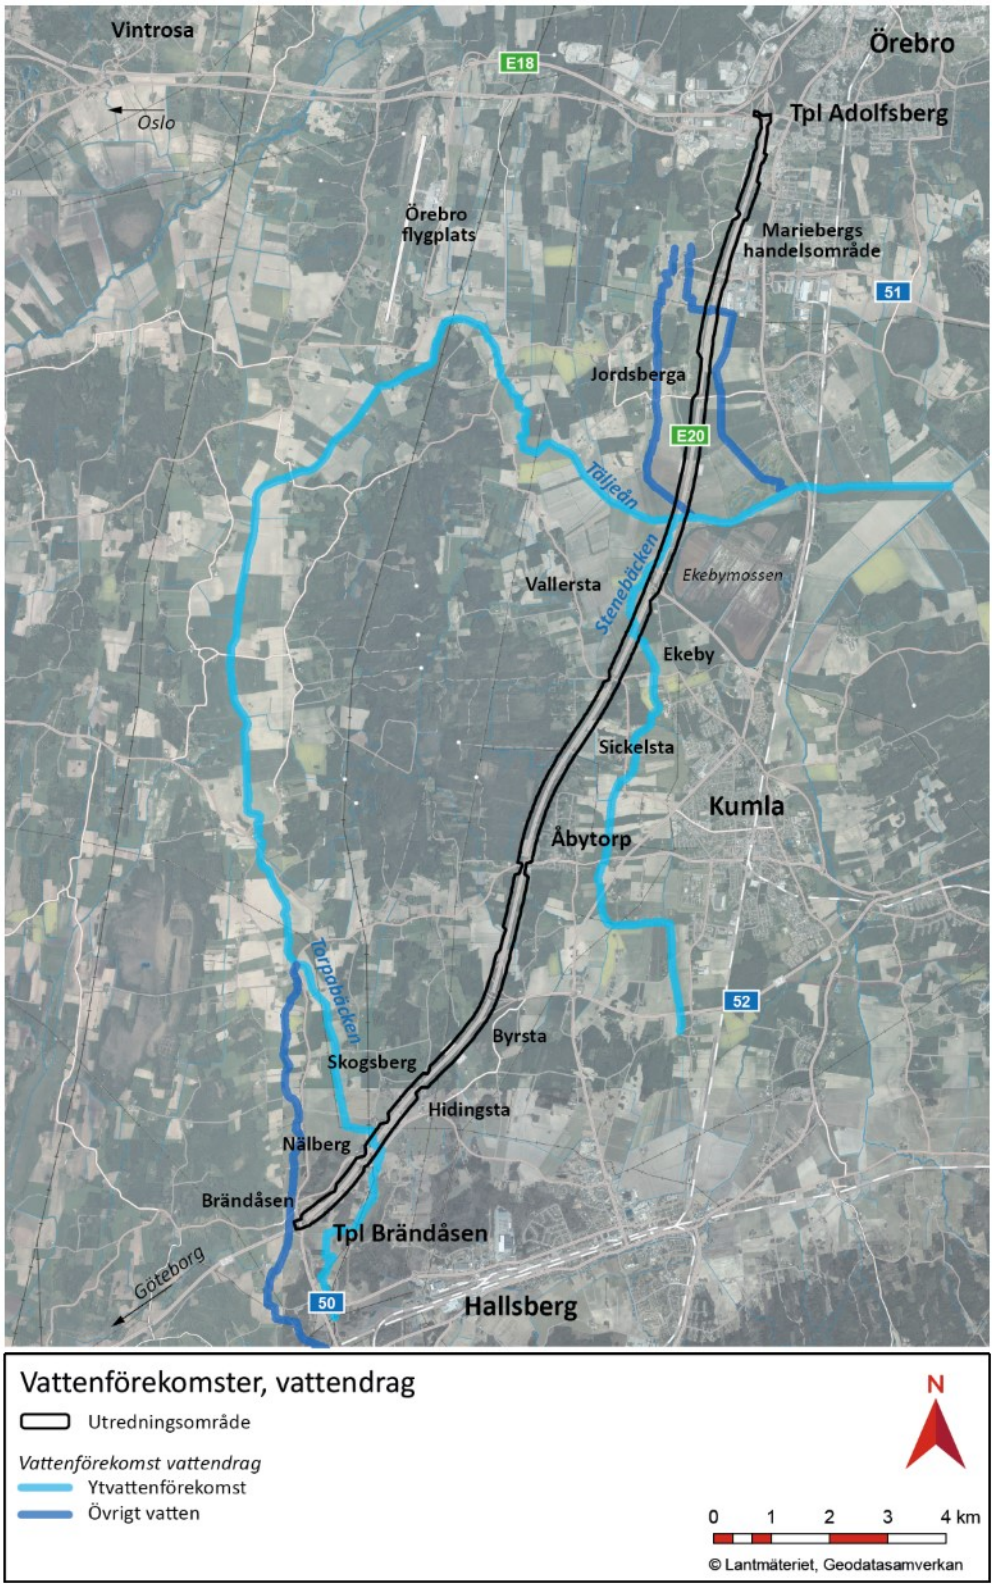 Vintrosa
Örebro
E18
Tpl Adolfsberg
Oslo
Örebro
flygplats
Mariebergs
handelsområde
51
Jordsberga
E20
Täljeån
Stenebäcken
Ekebymossen
Vallersta
Ekeby
Sickelsta
Kumla
Åbytorp
Torpabäcken
52
Byrsta
Skogsberg
Hidingsta
Nälberg
Brändåsen
Tpl Brändåsen
Göteborg
50
Hallsberg
Vattenförekomster, vattendrag
Utredningsområde
Vattenförekomst vattendrag
Ytvattenförekomst
Övrigt vatten
N
0 1 2 3 4 km
© Lantmäteriet, Geodatasamverkan